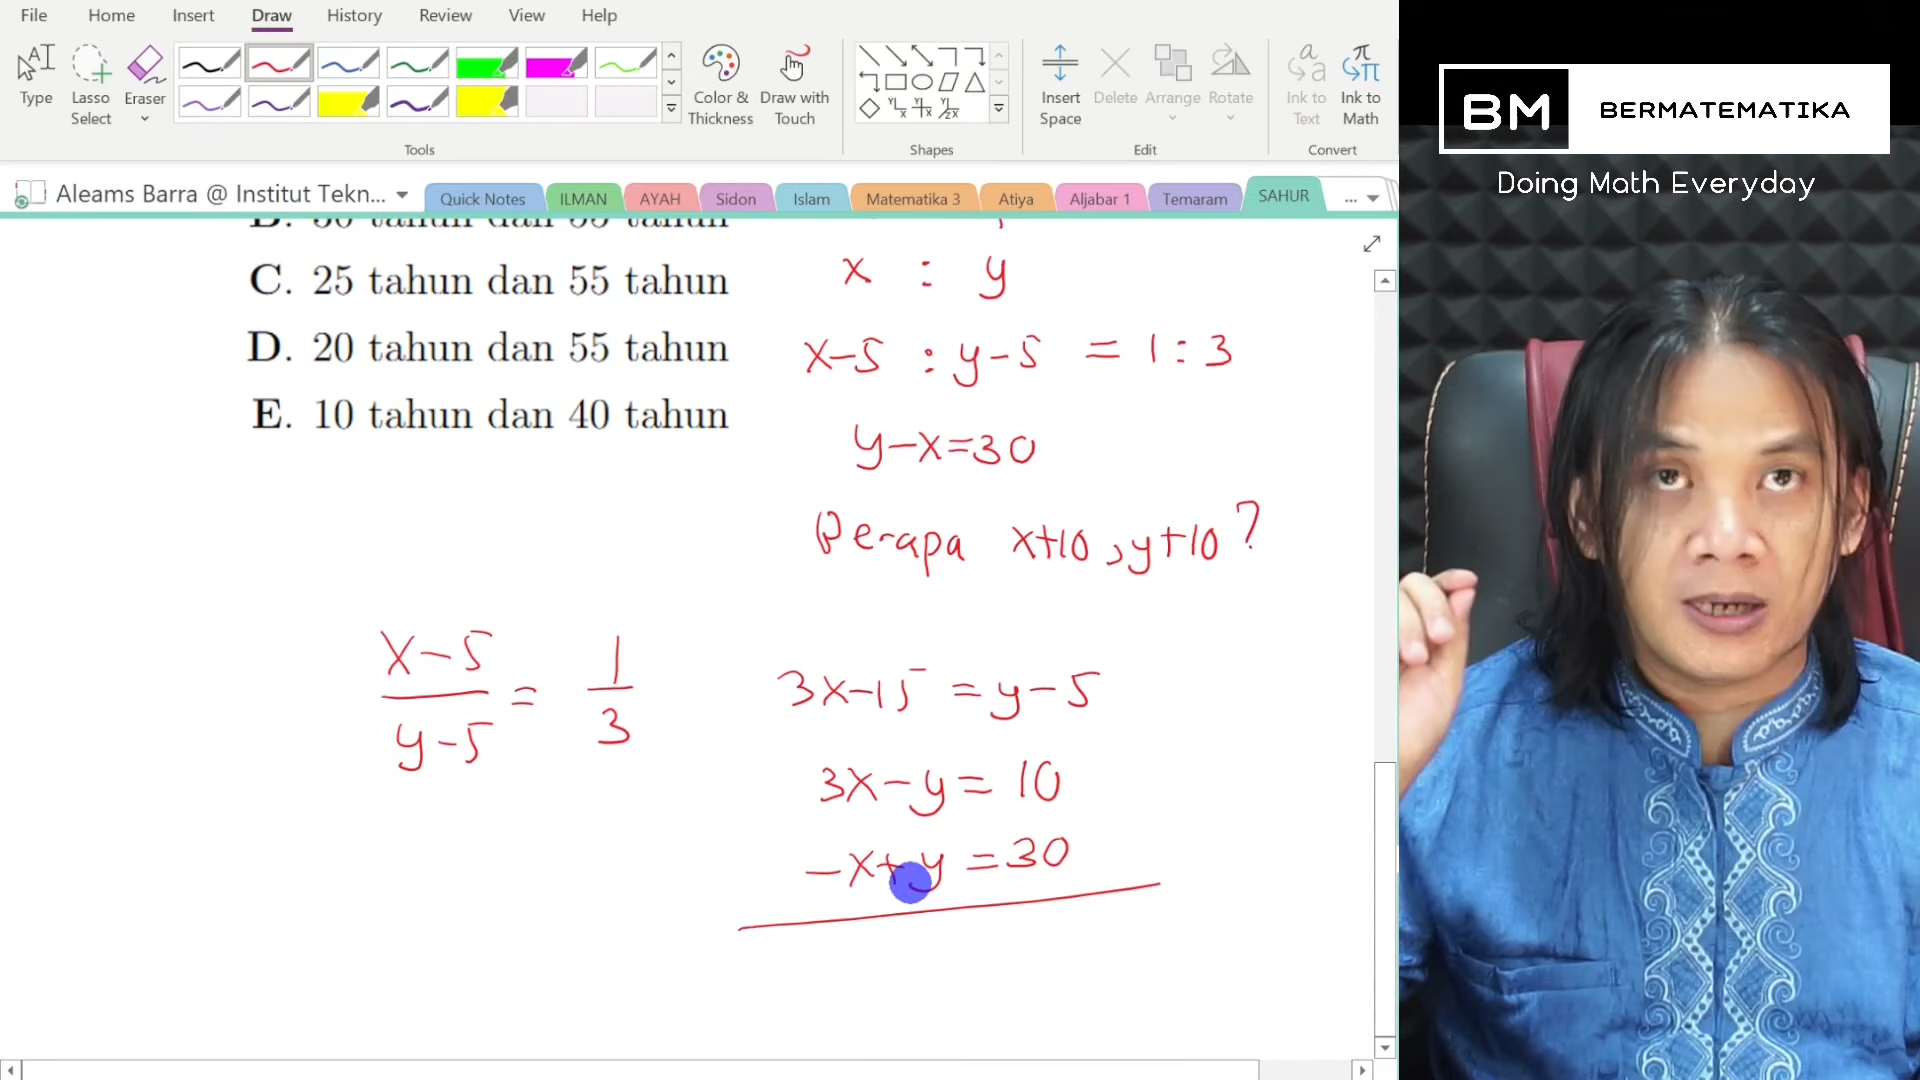 File Home Insert Draw History Review View Help
Type
Lasso Select
Eraser
Color & Thickness
Draw with Touch
Insert Space
Delete
Arrange
Rotate
Ink to Text
Ink to Math
Tools
Shapes
Edit
Convert
Aleams Barra @ Institut Tekn...
Quick Notes ILMAN AYAH Sidon Islam Matematika 3 Atiya Aljabar 1 Temaram SAHUR ...
BM BERMATEMATIKA
Doing Math Everyday
C. 25 tahun dan 55 tahun
D. 20 tahun dan 55 tahun
E. 10 tahun dan 40 tahun
x : y
x-5 : y-5 = 1 : 3
y-x=30
Berapa x+10, y+10?
x-5
y-5
=
1
3
3x-15 = y-5
3x-y = 10
-x+y = 30